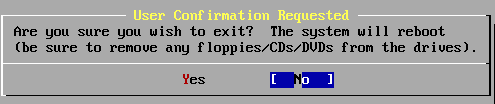 User Confirmation Requested
Are you sure you wish to exit?  The system will reboot
(be sure to remove any floppies/CDs/DVDs from the drives).
Yes [ No ]